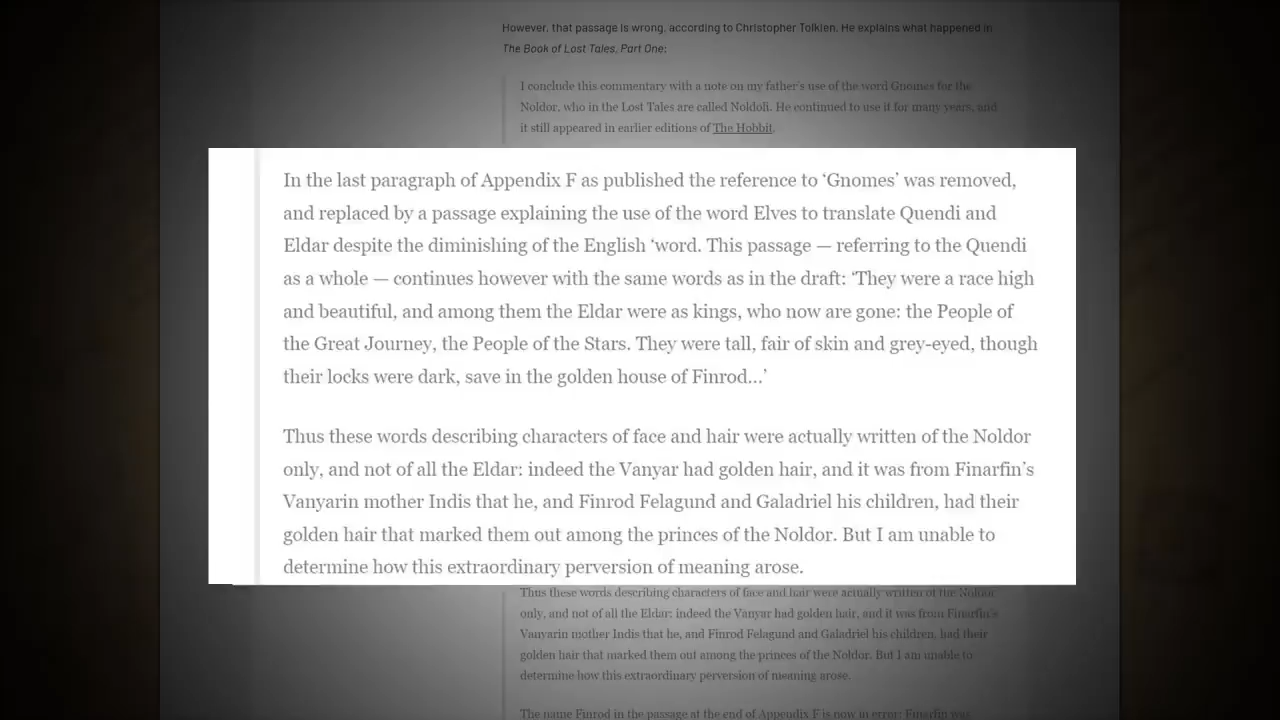 However, that passage is wrong, according to Christopher Tolkien. He explains what happened in
The Book of Lost Tales, Part One:
I conclude this commentary with a note on my father's use of the word Gnomes for the
Noldor, who in the Lost Tales are called Noldoli. He continued to use it for many years, and
it still appeared in earlier editions of The Hobbit.
In the last paragraph of Appendix F as published the reference to ‘Gnomes’ was removed,
and replaced by a passage explaining the use of the word Elves to translate Quendi and
Eldar despite the diminishing of the English ‘word. This passage — referring to the Quendi
as a whole — continues however with the same words as in the draft: ‘They were a race high
and beautiful, and among them the Eldar were as kings, who now are gone: the People of
the Great Journey, the People of the Stars. They were tall, fair of skin and grey-eyed, though
their locks were dark, save in the golden house of Finrod...’
Thus these words describing characters of face and hair were actually written of the Noldor
only, and not of all the Eldar: indeed the Vanyar had golden hair, and it was from Finarfin’s
Vanyarin mother Indis that he, and Finrod Felagund and Galadriel his children, had their
golden hair that marked them out among the princes of the Noldor. But I am unable to
determine how this extraordinary perversion of meaning arose.
Thus these words describing characters of face and hair were actually written of the Noldor
only, and not of all the Eldar: indeed the Vanyar had golden hair, and it was from Finarfin’s
Vanyarin mother Indis that he, and Finrod Felagund and Galadriel his children, had their
golden hair that marked them out among the princes of the Noldor. But I am unable to
determine how this extraordinary perversion of meaning arose.
The name Finrod in the passage at the end of Appendix F is now in error: Finarfin was